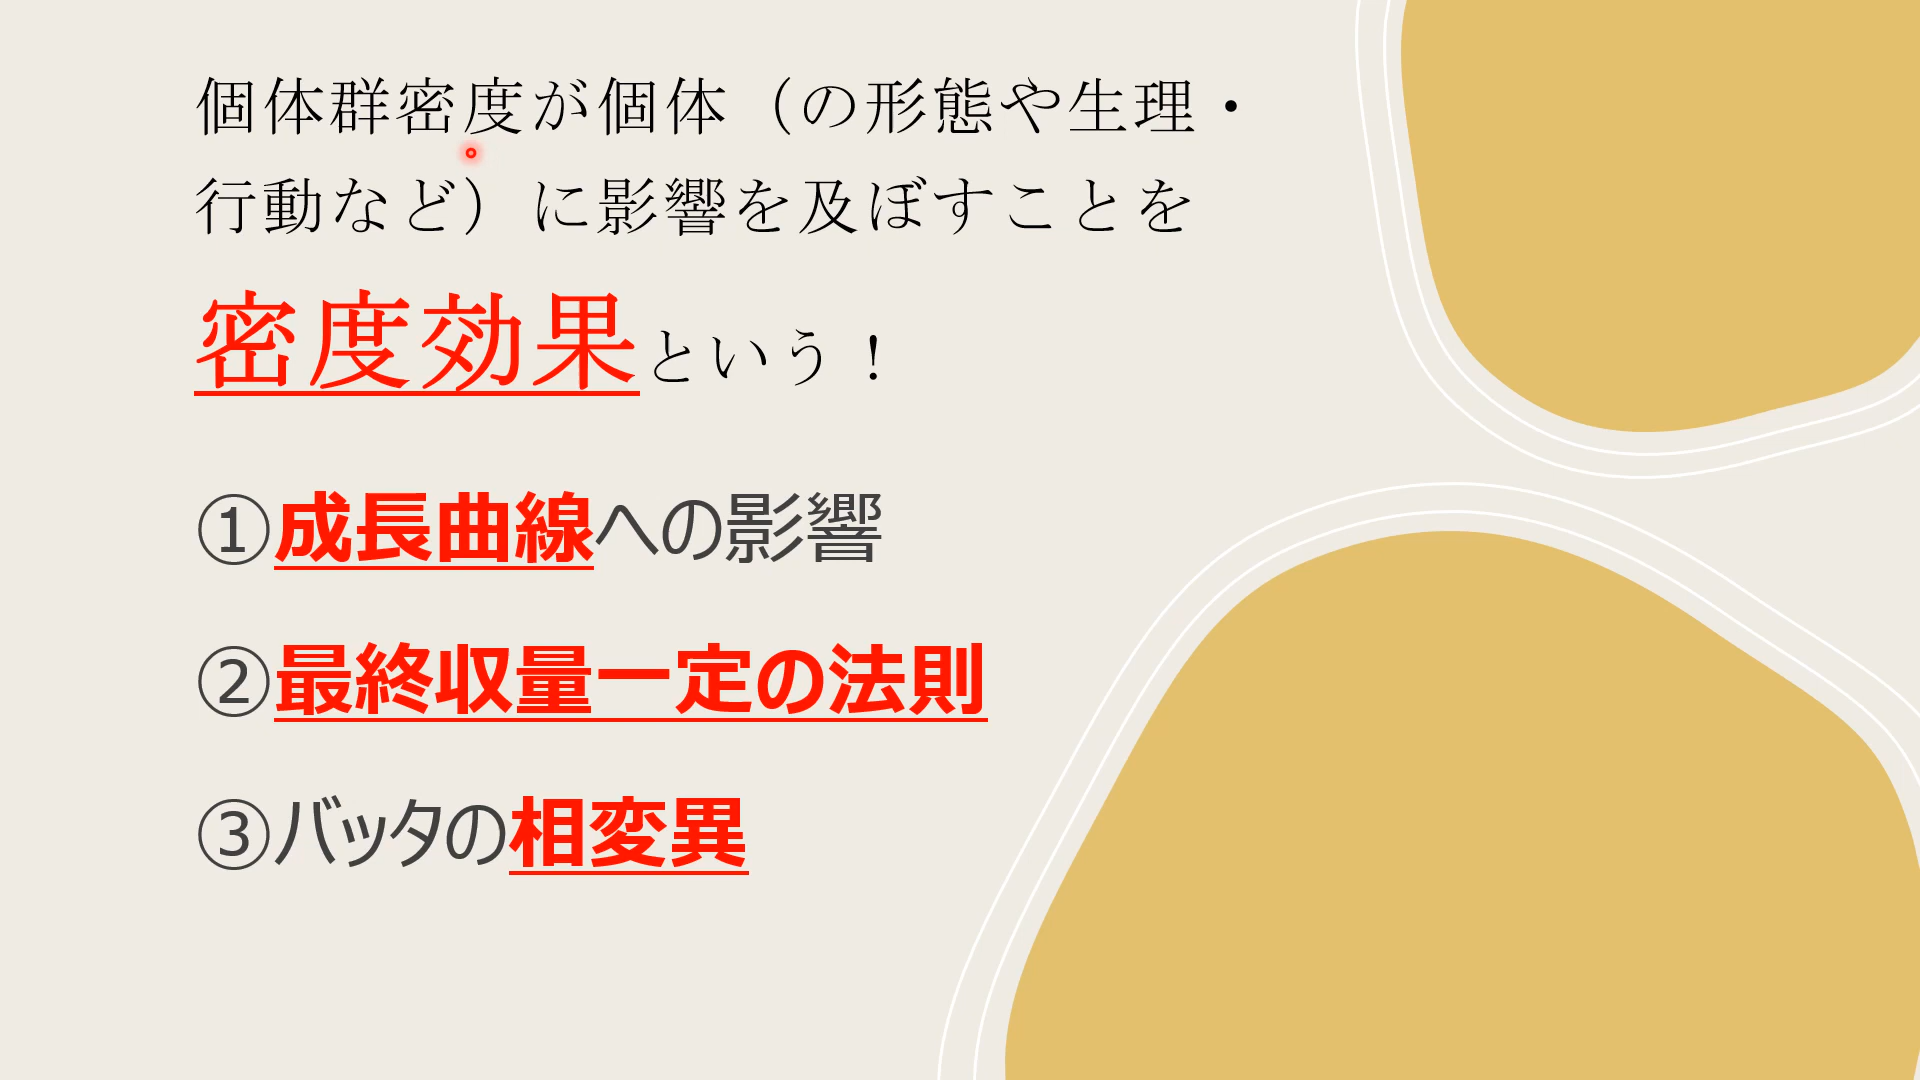 個体群密度が個体（の形態や生理・
行動など）に影響を及ぼすことを
密度効果という！
①成長曲線への影響
②最終収量一定の法則
③バッタの相変異